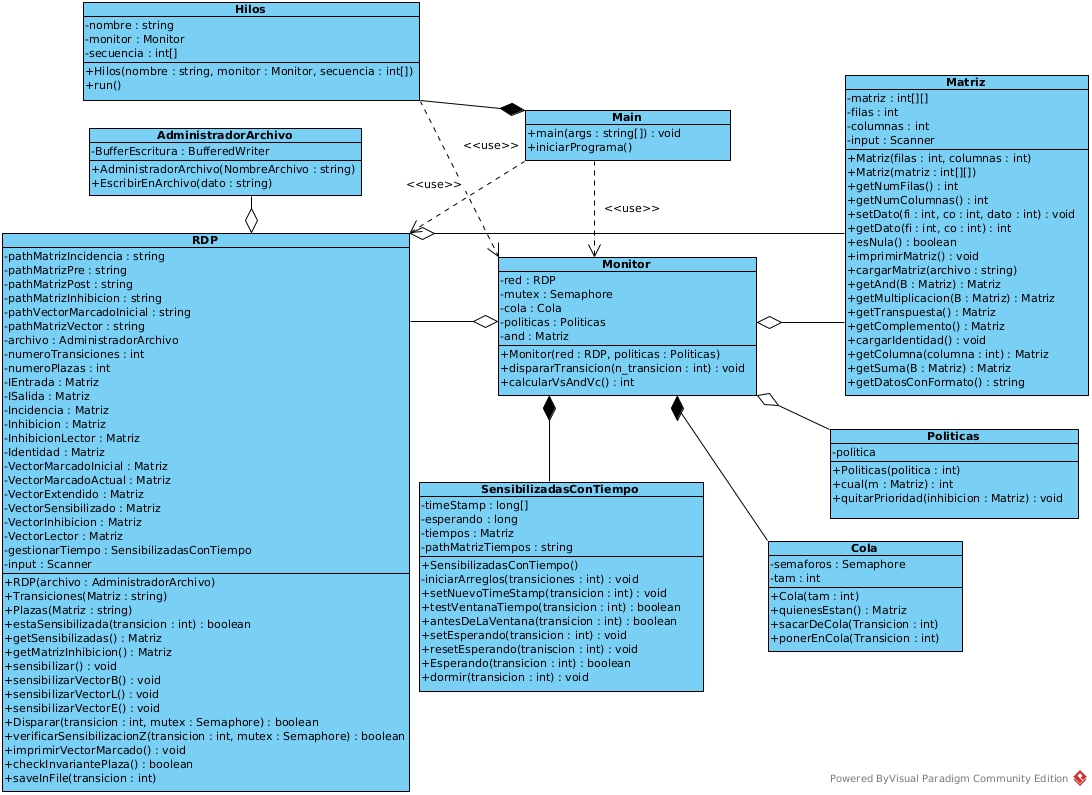 Hilos
-nombre : string
-monitor : Monitor
-secuencia : int[]
+Hilos(nombre : string, monitor : Monitor, secuencia : int[])
+run()
Main
+main(args : string[]) : void
+iniciarPrograma()
AdministradorArchivo
-BufferEscritura : BufferedWriter
+AdministradorArchivo(NombreArchivo : string)
+EscribirEnArchivo(dato : string)
<<use>>
<<use>>
<<use>>
Matriz
-matriz : int[][]
-filas : int
-columnas : int
-input : Scanner
+Matriz(filas : int, columnas : int)
+Matriz(matriz : int[][])
+getNumFilas() : int
+getNumColumnas() : int
+setDato(fi : int, co : int, dato : int) : void
+getDato(fi : int, co : int) : int
+esNula() : boolean
+imprimirMatriz() : void
+cargarMatriz(archivo : string)
+getAnd(B : Matriz) : Matriz
+getMultiplicacion(B : Matriz) : Matriz
+getTranspuesta() : Matriz
+getComplemento() : Matriz
+cargarIdentidad() : void
+getColumna(columna : int) : Matriz
+getSuma(B : Matriz) : Matriz
+getDatosConFormato() : string
RDP
-pathMatrizIncidencia : string
-pathMatrizPre : string
-pathMatrizPost : string
-pathMatrizInhibicion : string
-pathVectorMarcadoInicial : string
-pathMatrizVector : string
-archivo : AdministradorArchivo
-numeroTransiciones : int
-numeroPlazas : int
-IEntrada : Matriz
-ISalida : Matriz
-Incidencia : Matriz
-Inhibicion : Matriz
-InhibicionLector : Matriz
-Identidad : Matriz
-VectorMarcadoInicial : Matriz
-VectorMarcadoActual : Matriz
-VectorExtendido : Matriz
-VectorSensibilizado : Matriz
-VectorInhibicion : Matriz
-VectorLector : Matriz
-gestionarTiempo : SensibilizadasConTiempo
-input : Scanner
+RDP(archivo : AdministradorArchivo)
+Transiciones(Matriz : string)
+Plazas(Matriz : string)
+estaSensibilizada(transicion : int) : boolean
+getSensibilizadas() : Matriz
+getMatrizInhibicion() : Matriz
+sensibilizar() : void
+sensibilizarVectorB() : void
+sensibilizarVectorL() : void
+sensibilizarVectorE() : void
+Disparar(transicion : int, mutex : Semaphore) : boolean
+verificarSensibilizacionZ(transicion : int, mutex : Semaphore) : boolean
+imprimirVectorMarcado() : void
+checkInvariantePlaza() : boolean
+saveInFile(transicion : int)
Monitor
-red : RDP
-mutex : Semaphore
-cola : Cola
-politicas : Politicas
-and : Matriz
+Monitor(red : RDP, politicas : Politicas)
+dispararTransicion(n_transicion : int) : void
+calcularVsAndVc() : int
Politicas
-politica
+Politicas(politica : int)
+cual(m : Matriz) : int
+quitarPrioridad(inhibicion : Matriz) : void
SensibilizadasConTiempo
-timeStamp : long[]
-esperando : long
-tiempos : Matriz
-pathMatrizTiempos : string
+SensibilizadasConTiempo()
-iniciarArreglos(transiciones : int) : void
+setNuevoTimeStamp(transicion : int) : void
+testVentanaTiempo(transicion : int) : boolean
+antesDeLaVentana(transicion : int) : boolean
+setEsperando(transicion : int) : void
+resetEsperando(traniscion : int) : void
+Esperando(transicion : int) : boolean
+dormir(transicion : int) : void
Cola
-semaforos : Semaphore
-tam : int
+Cola(tam : int)
+quienesEstan() : Matriz
+sacarDeCola(Transicion : int)
+ponerEnCola(Transicion : int)
Powered ByVisual Paradigm Community Edition